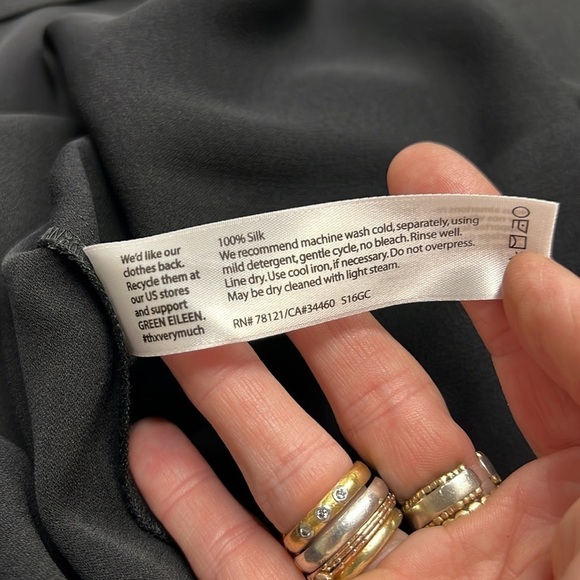 We'd like our
clothes back.
Recycle them at
our US stores
and support
GREEN EILEEN.
#thxverymuch
100% Silk
We recommend machine wash cold, separately, using
mild detergent, gentle cycle, no bleach. Rinse well.
Line dry. Use cool iron, if necessary. Do not overpress.
May be dry cleaned with light steam.
RN# 78121/CA#34460 S16GC